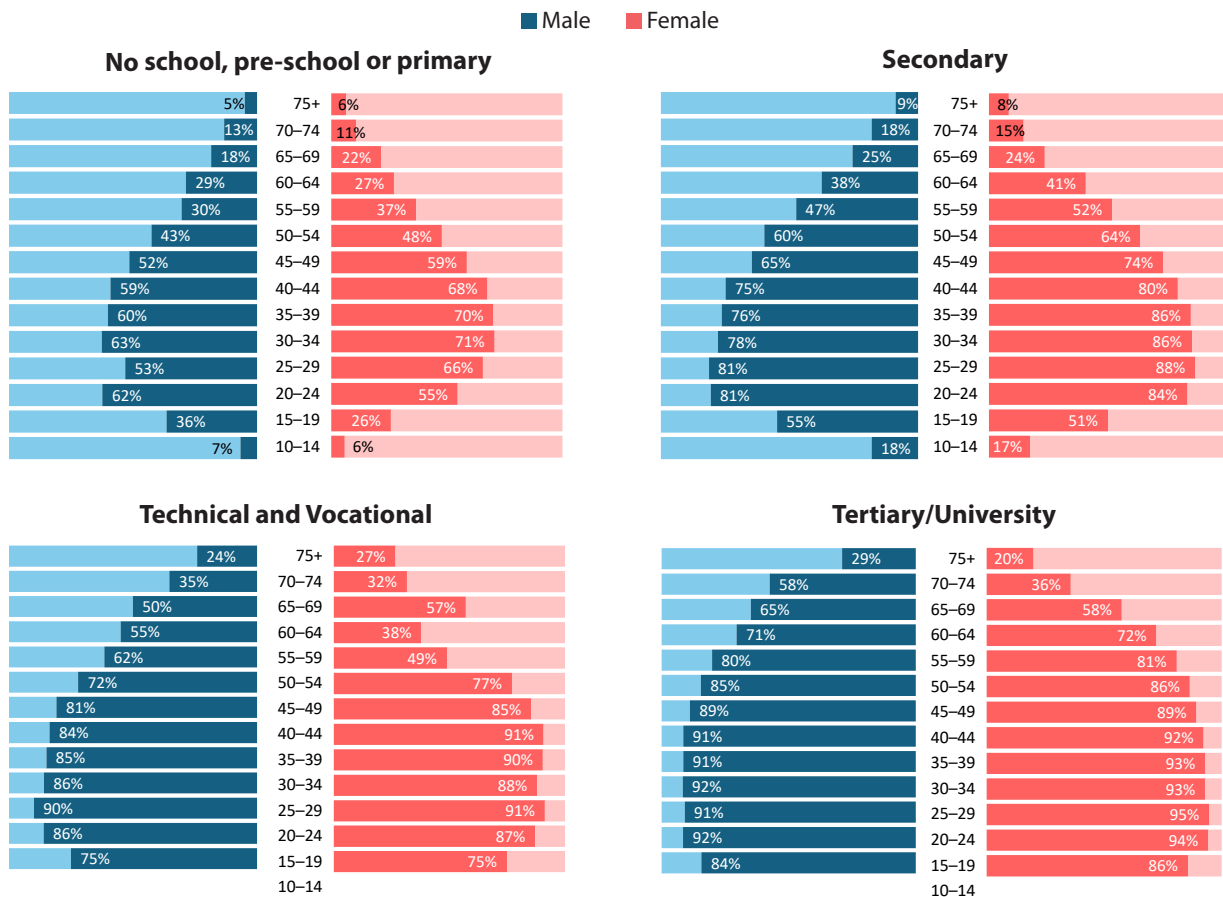 Male Female
No school, pre-school or primary
5% 75+ 6%
13% 70–74 11%
18% 65–69 22%
29% 60–64 27%
30% 55–59 37%
43% 50–54 48%
52% 45–49 59%
59% 40–44 68%
60% 35–39 70%
63% 30–34 71%
53% 25–29 66%
62% 20–24 55%
36% 15–19 26%
7% 10–14 6%
Secondary
9% 75+ 8%
18% 70–74 15%
25% 65–69 24%
38% 60–64 41%
47% 55–59 52%
60% 50–54 64%
65% 45–49 74%
75% 40–44 80%
76% 35–39 86%
78% 30–34 86%
81% 25–29 88%
81% 20–24 84%
55% 15–19 51%
18% 10–14 17%
Technical and Vocational
24% 75+ 27%
35% 70–74 32%
50% 65–69 57%
55% 60–64 38%
62% 55–59 49%
72% 50–54 77%
81% 45–49 85%
84% 40–44 91%
85% 35–39 90%
86% 30–34 88%
90% 25–29 91%
86% 20–24 87%
75% 15–19 75%
10–14
Tertiary/University
29% 75+ 20%
58% 70–74 36%
65% 65–69 58%
71% 60–64 72%
80% 55–59 81%
85% 50–54 86%
89% 45–49 89%
91% 40–44 92%
91% 35–39 93%
92% 30–34 93%
91% 25–29 95%
92% 20–24 94%
84% 15–19 86%
10–14